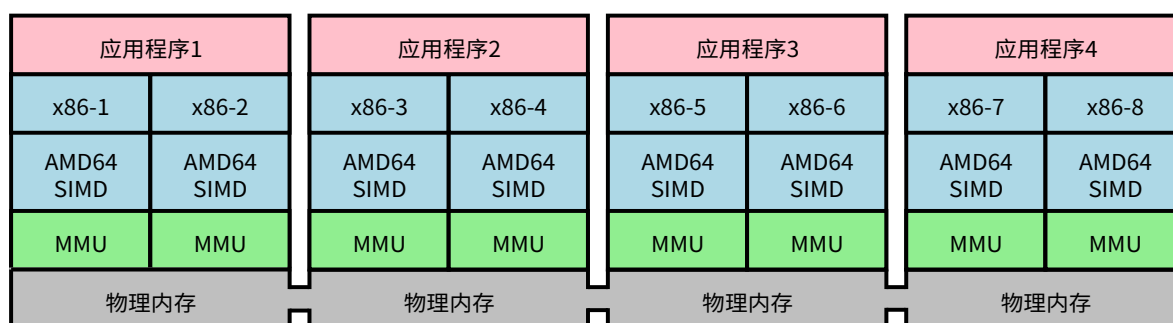 应用程序1 应用程序2 应用程序3 应用程序4
x86-1 x86-2 x86-3 x86-4 x86-5 x86-6 x86-7 x86-8
AMD64 AMD64 AMD64 AMD64 AMD64 AMD64 AMD64 AMD64
SIMD SIMD SIMD SIMD SIMD SIMD SIMD SIMD
MMU MMU MMU MMU MMU MMU MMU MMU
物理内存 物理内存 物理内存 物理内存